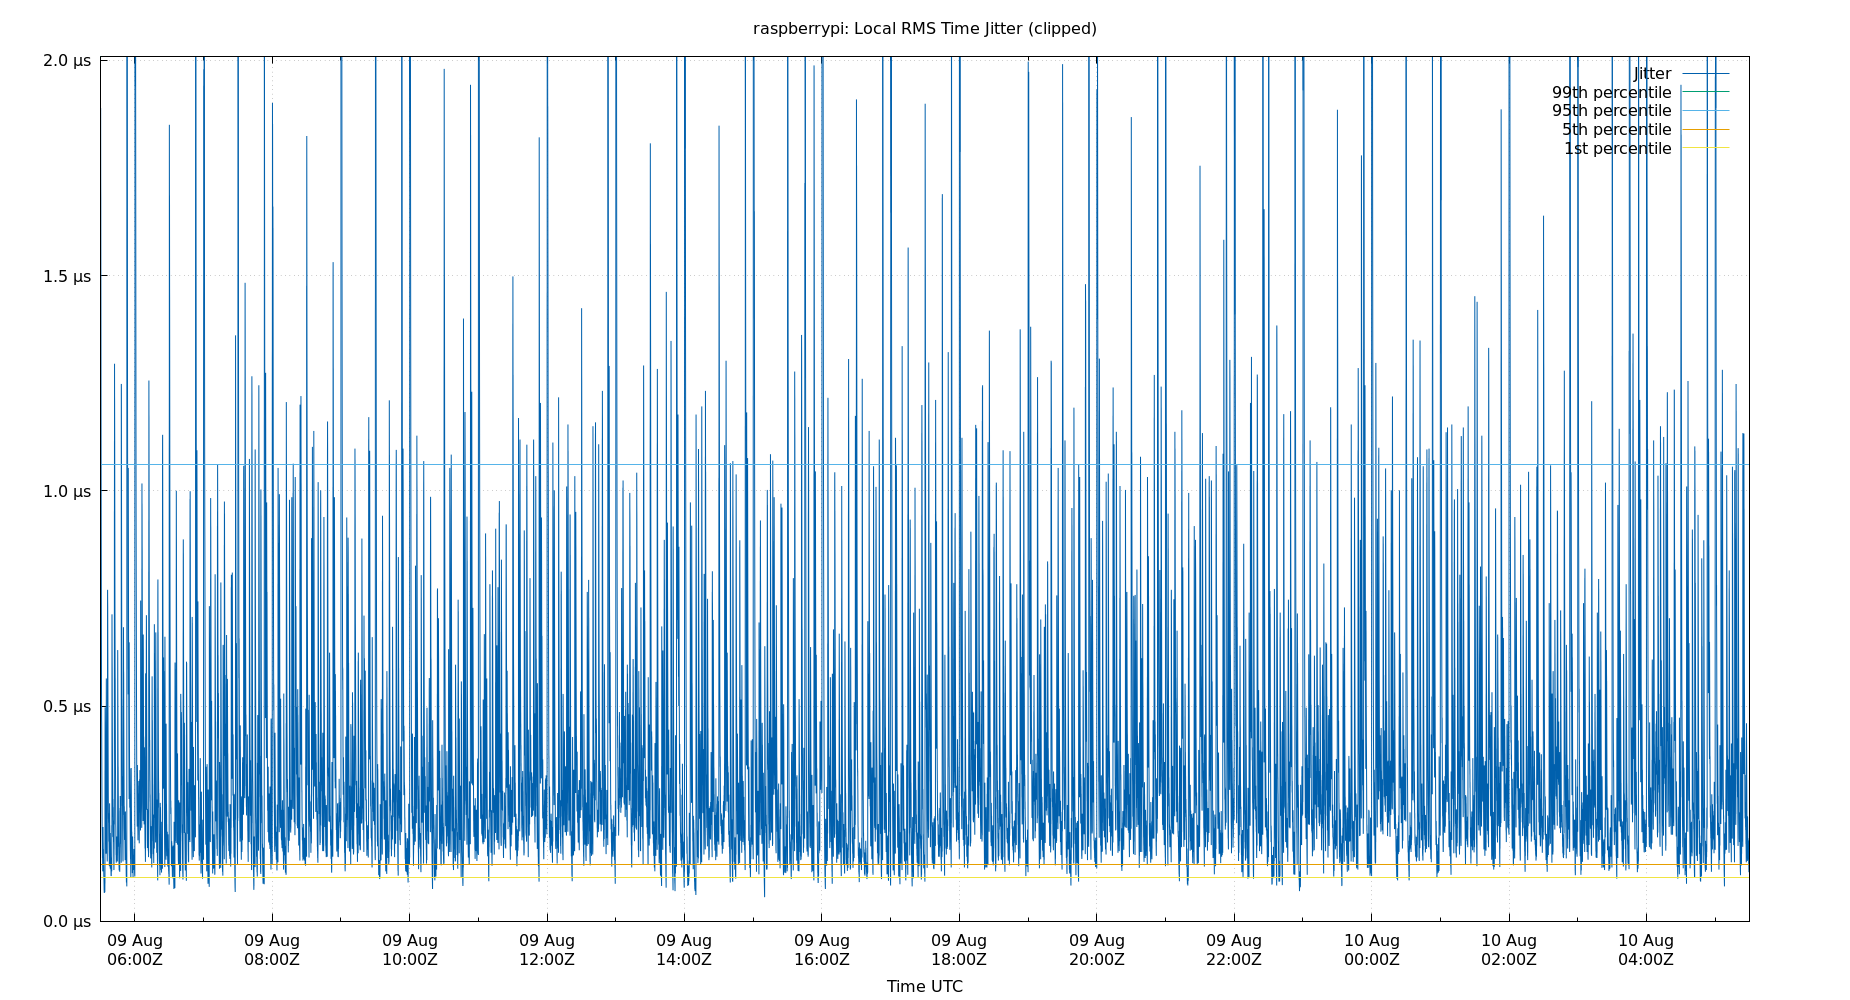 raspberrypi: Local RMS Time Jitter (clipped)
2.0 µs
1.5 µs
1.0 µs
0.5 µs
0.0 µs
Jitter
99th percentile
95th percentile
5th percentile
1st percentile
09 Aug 09 Aug 09 Aug 09 Aug 09 Aug 09 Aug 09 Aug 09 Aug 09 Aug 10 Aug 10 Aug 10 Aug
06:00Z 08:00Z 10:00Z 12:00Z 14:00Z 16:00Z 18:00Z 20:00Z 22:00Z 00:00Z 02:00Z 04:00Z
Time UTC